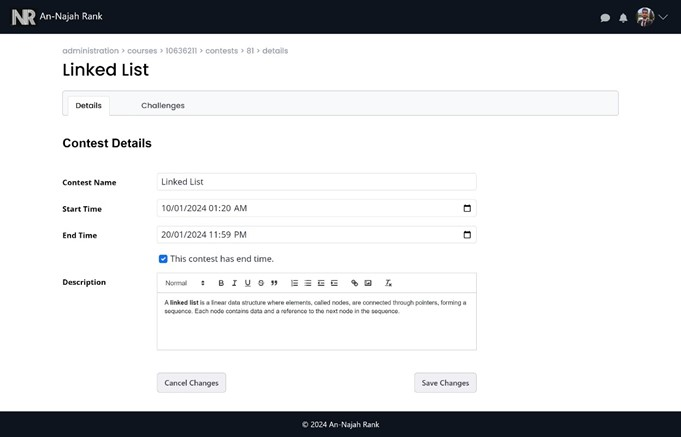 NR An-Najah Rank
administration > courses > 10636211 > contests > 81 > details
Linked List
Details Challenges
Contest Details
Contest Name Linked List
Start Time 10/01/2024 01:20 AM
End Time 20/01/2024 11:59 PM
This contest has end time.
Description Normal B I U S
A linked list is a linear data structure where elements, called nodes, are connected through pointers, forming a
sequence. Each node contains data and a reference to the next node in the sequence.
Cancel Changes Save Changes
© 2024 An-Najah Rank